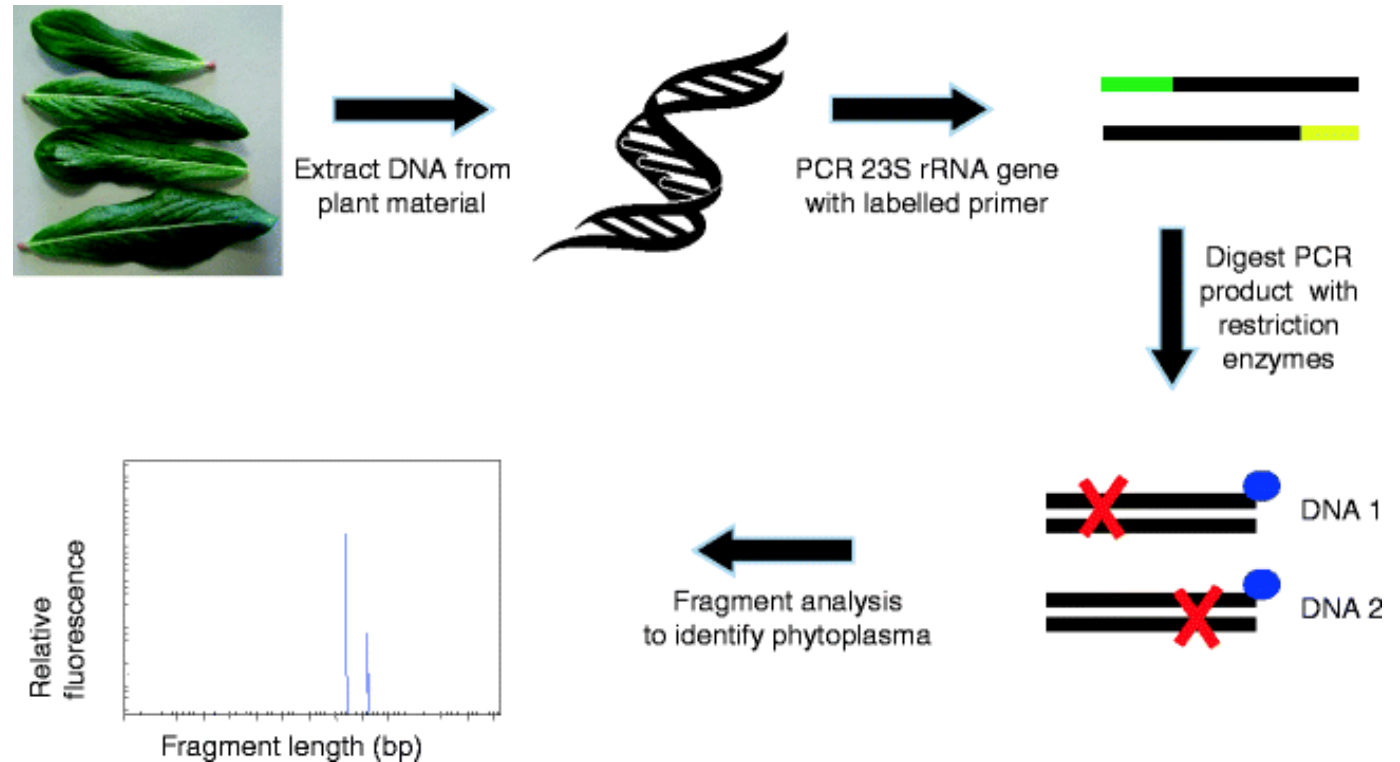 Extract DNA from
plant material
PCR 23S rRNA gene
with labelled primer
Digest PCR
product with
restriction
enzymes
DNA 1
DNA 2
Fragment analysis
to identify phytoplasma
Relative
fluorescence
Fragment length (bp)